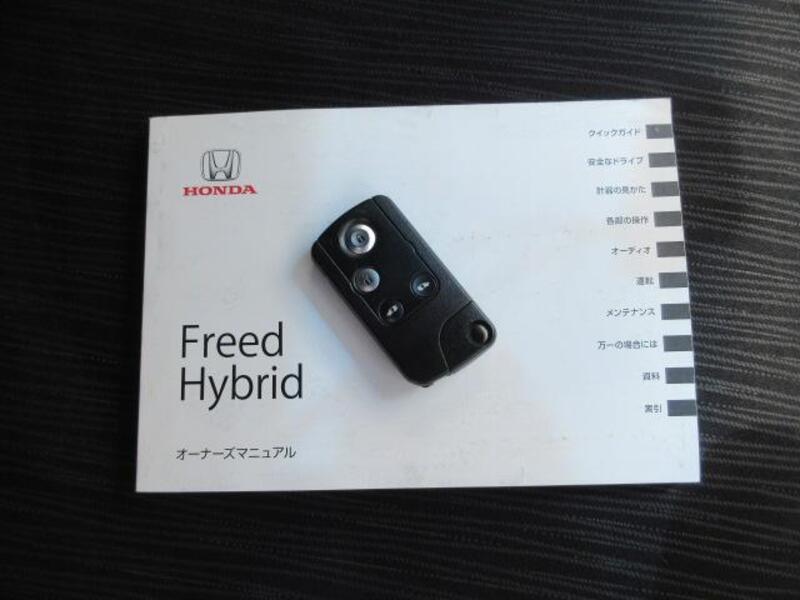 HONDA
Freed
Hybrid
オーナーズマニュアル
クイックガイド
安全なドライブ
計器の見かた
各部の操作
オーディオ
運転
メンテナンス
万一の場合には
資料
索引